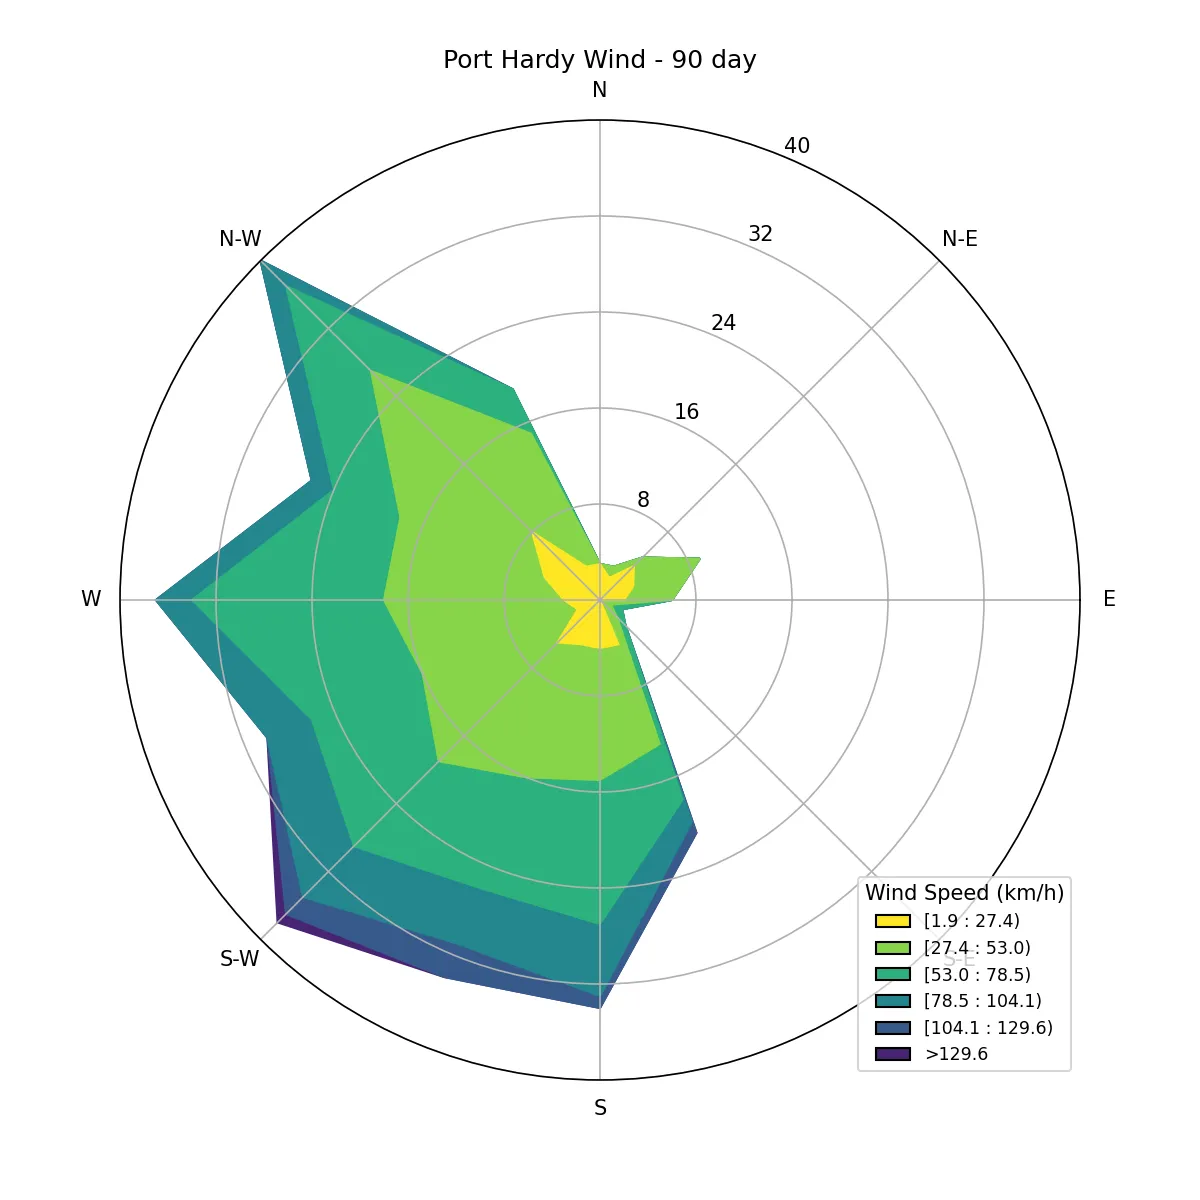 Port Hardy Wind - 90 day
N
40
N-W
32
N-E
24
16
8
W
E
Wind Speed (km/h)
[1.9 : 27.4)
[27.4 : 53.0)
S-W
S-E
[53.0 : 78.5)
[78.5 : 104.1)
[104.1 : 129.6)
>129.6
S